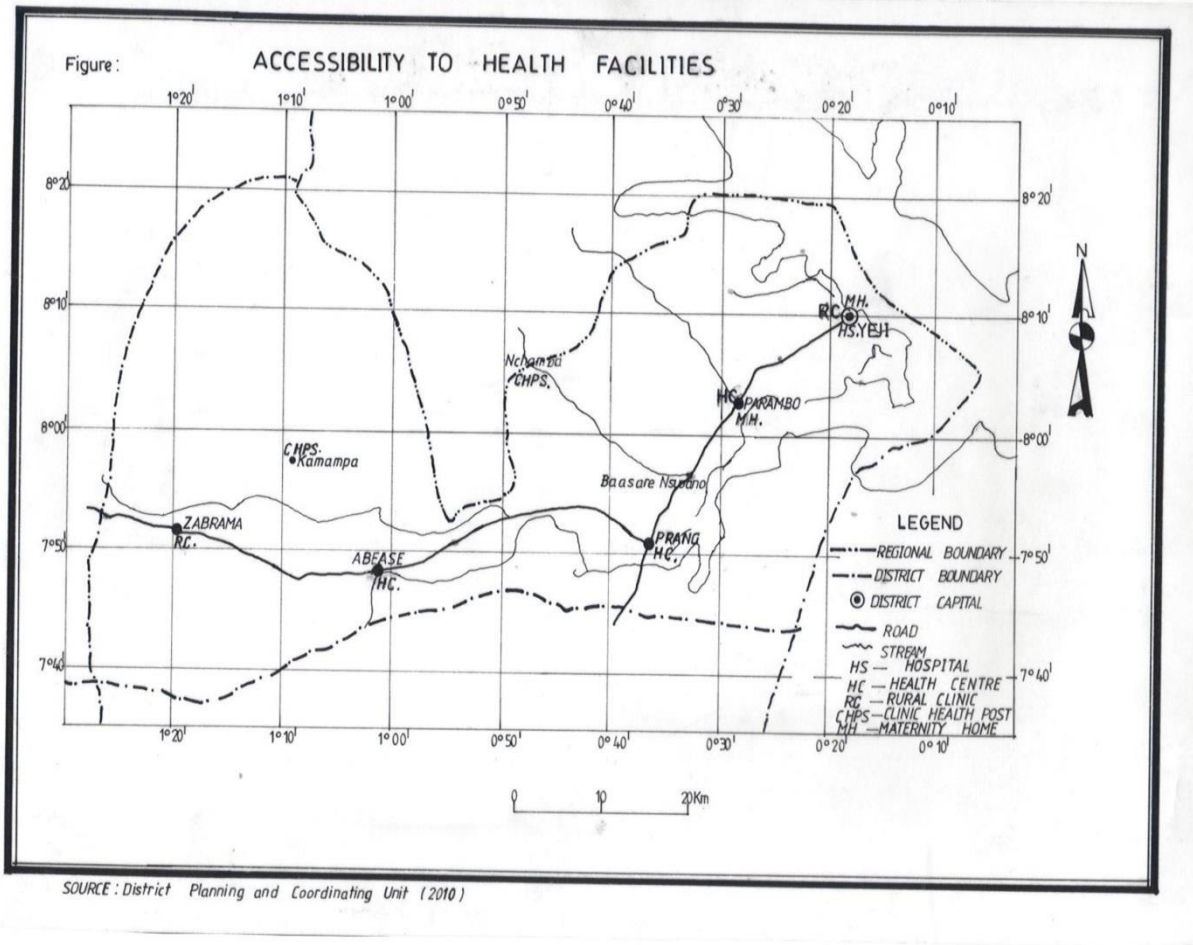 Figure:
ACCESSIBILITY TO HEALTH FACILITIES
1°20' 1°10' 1°00' 0°50' 0°40' 0°30' 0°20' 0°10'
8°20' 8°20'
N
8°10' 8°10'
MH.
RC
HS.YEJI
Nchamba
CHPS.
HC
PARAMBO
MH.
8°00' 8°00'
CHPS.
Kamampa
Baasare Nsuano
ZABRAMA
RC.
PRANG
HC.
7°50' 7°50'
ABEASE
HC.
LEGEND
REGIONAL BOUNDARY
DISTRICT BOUNDARY
DISTRICT CAPITAL
ROAD
STREAM
HS — HOSPITAL
HC — HEALTH CENTRE
RC — RURAL CLINIC
CHPS — CLINIC HEALTH POST
MH — MATERNITY HOME
7°40' 7°40'
1°20' 1°10' 1°00' 0°50' 0°40' 0°30' 0°20' 0°10'
0 10 20Km
SOURCE : District Planning and Coordinating Unit (2010)